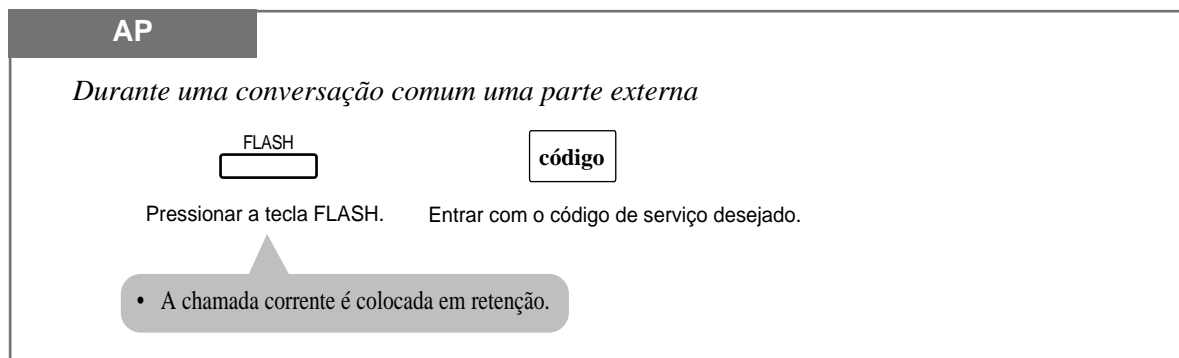 AP
Durante uma conversação comum uma parte externa
FLASH
código
Pressionar a tecla FLASH.
Entrar com o código de serviço desejado.
• A chamada corrente é colocada em retenção.